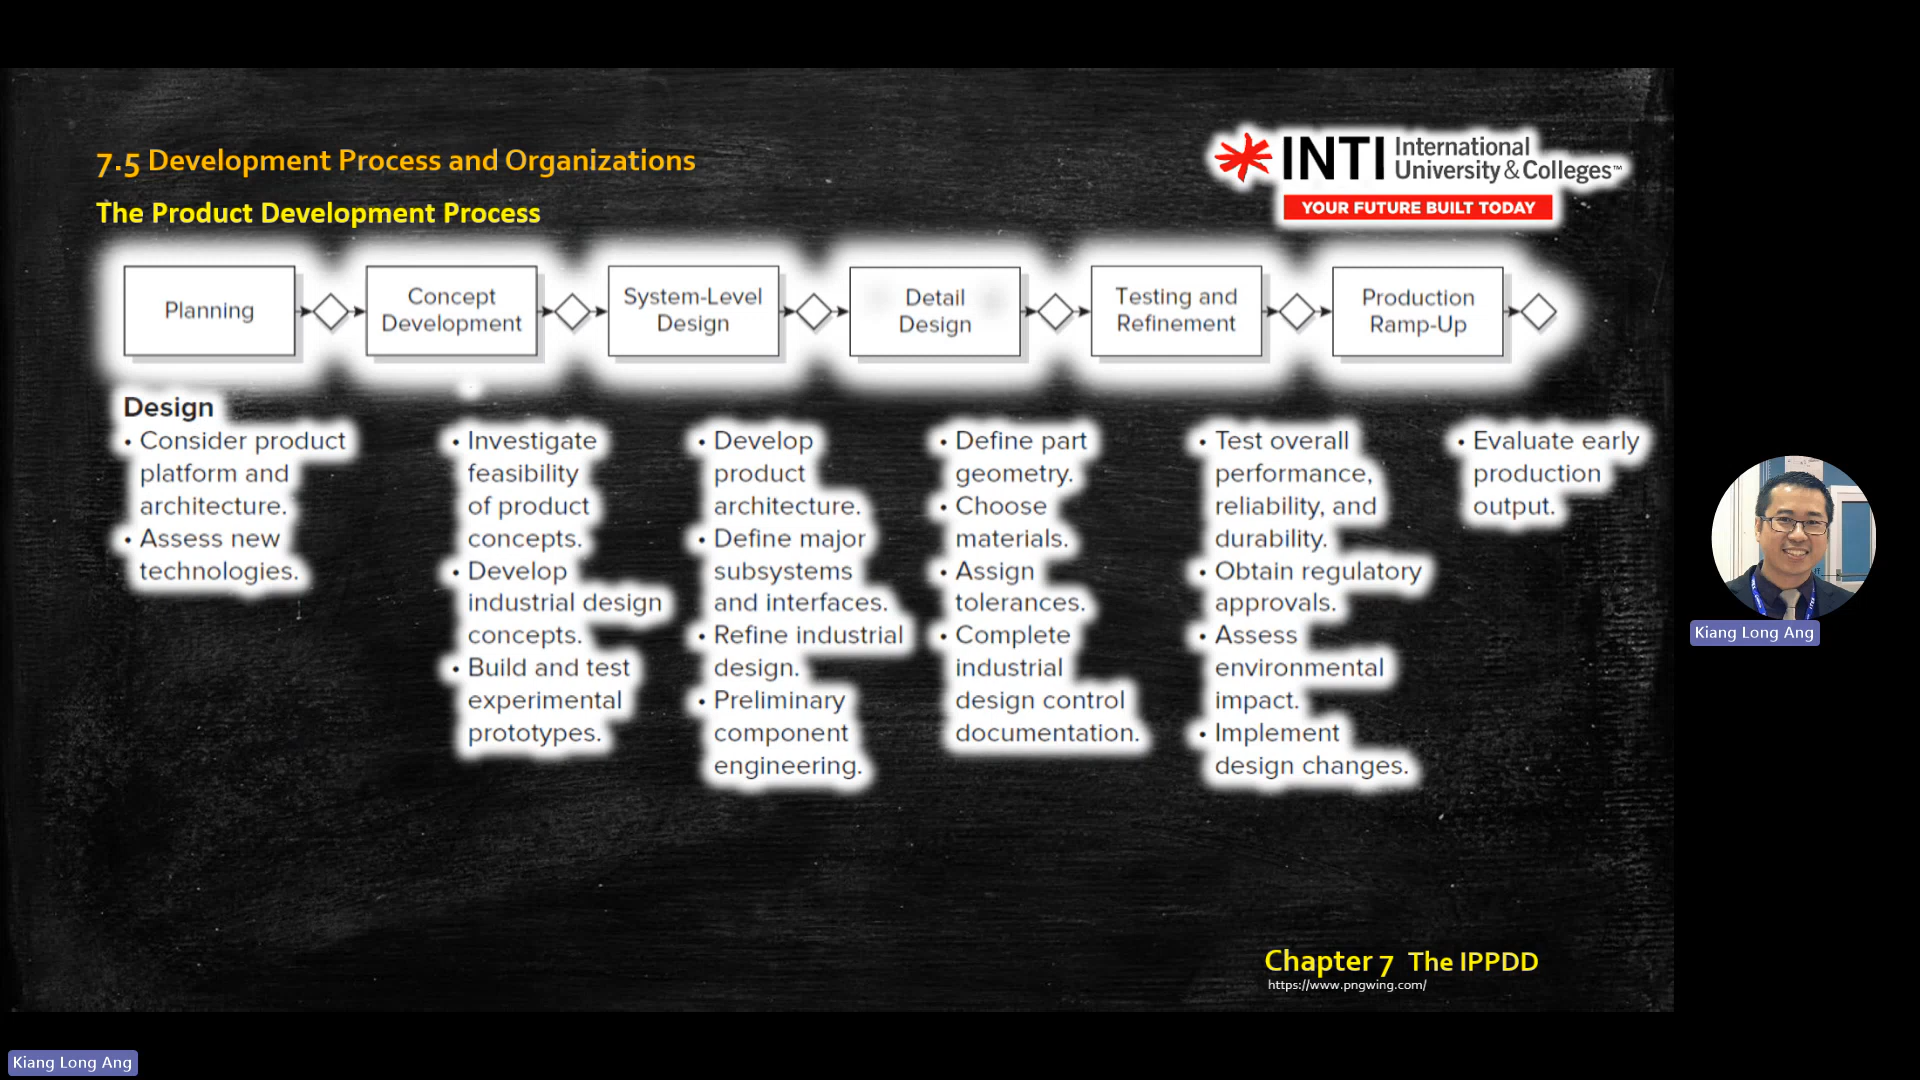 7.5 Development Process and Organizations
The Product Development Process
INTI International
University & Colleges™
YOUR FUTURE BUILT TODAY
Planning
Concept
Development
System-Level
Design
Detail
Design
Testing and
Refinement
Production
Ramp-Up
Design
• Consider product
platform and
architecture.
• Assess new
technologies.
• Investigate
feasibility
of product
concepts.
• Develop
industrial design
concepts.
• Build and test
experimental
prototypes.
• Develop
product
architecture.
• Define major
subsystems
and interfaces.
• Refine industrial
design.
• Preliminary
component
engineering.
• Define part
geometry.
• Choose
materials.
• Assign
tolerances.
• Complete
industrial
design control
documentation.
• Test overall
performance,
reliability, and
durability.
• Obtain regulatory
approvals.
• Assess
environmental
impact.
• Implement
design changes.
• Evaluate early
production
output.
Kiang Long Ang
Chapter 7 The IPPDD
https://www.pngwing.com/
Kiang Long Ang